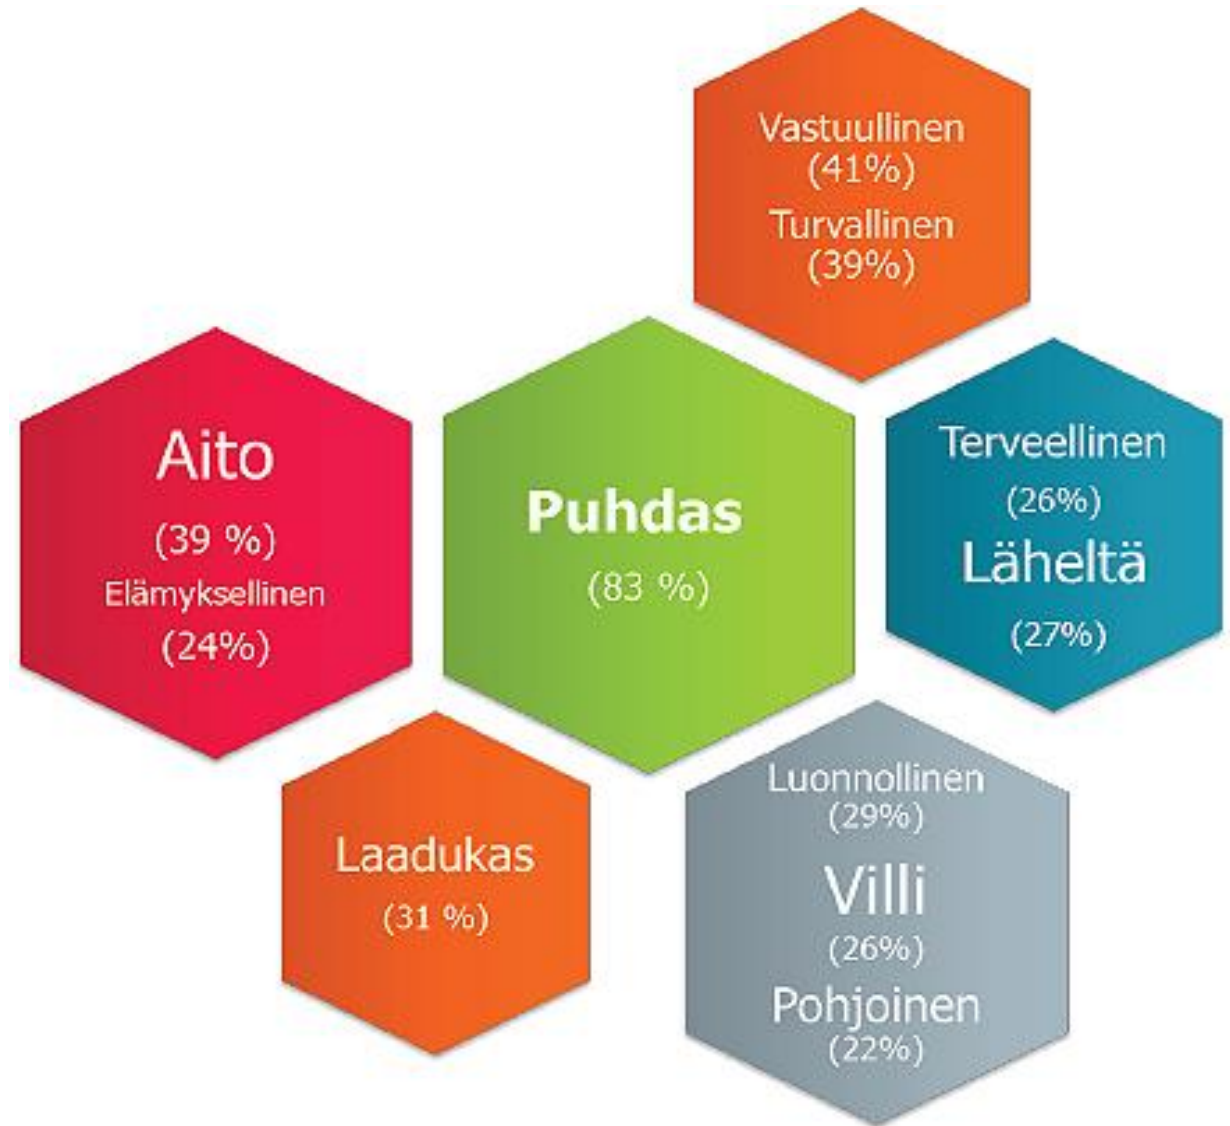 Vastuullinen
(41%)
Turvallinen
(39%)
Aito
(39 %)
Elämyksellinen
(24%)
Puhdas
(83 %)
Terveellinen
(26%)
Läheltä
(27%)
Laadukas
(31 %)
Luonnollinen
(29%)
Villi
(26%)
Pohjoinen
(22%)